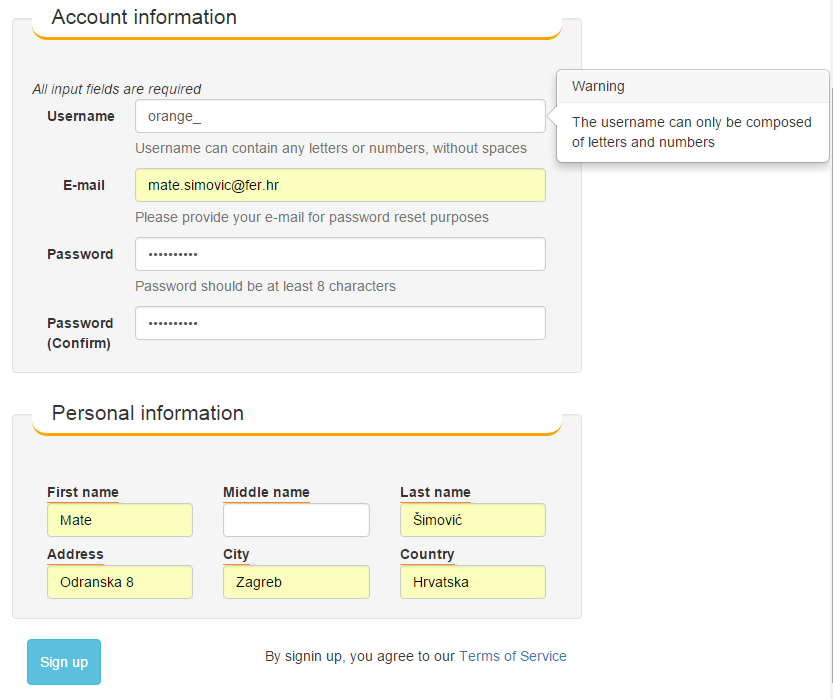 Account information
All input fields are required
Username
orange_
Warning
The username can only be composed
of letters and numbers
Username can contain any letters or numbers, without spaces
E-mail
mate.simovic@fer.hr
Please provide your e-mail for password reset purposes
Password
••••••••••
Password should be at least 8 characters
Password
(Confirm)
••••••••••
Personal information
First name Middle name Last name
Mate Šimović
Address City Country
Odranska 8 Zagreb Hrvatska
Sign up
By signin up, you agree to our Terms of Service